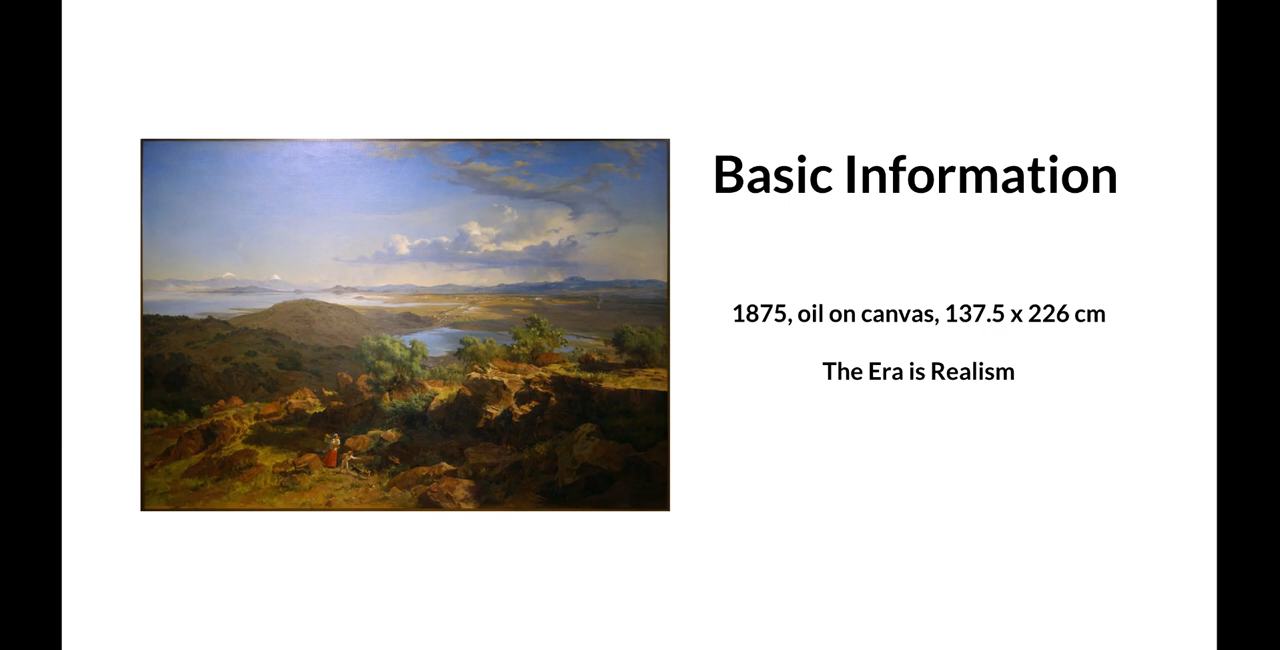 Basic Information
1875, oil on canvas, 137.5 x 226 cm
The Era is Realism